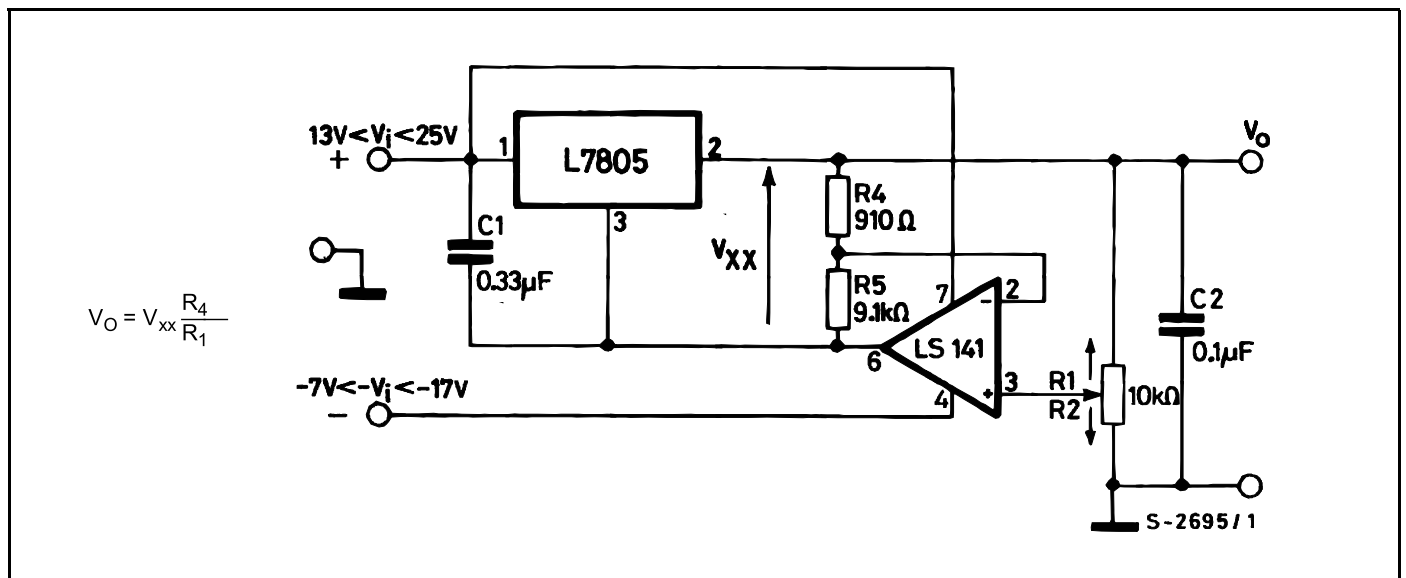 13V<Vi<25V
+
1
L7805
2
Vo
3
C1
0.33µF
VXX
R4
910Ω
R5
9.1kΩ
7
2
-
LS 141
6
C2
0.1µF
VO = Vxx R4/R1
-7V<-Vi<-17V
−
4
+
3
R1
R2
10kΩ
S-2695/1